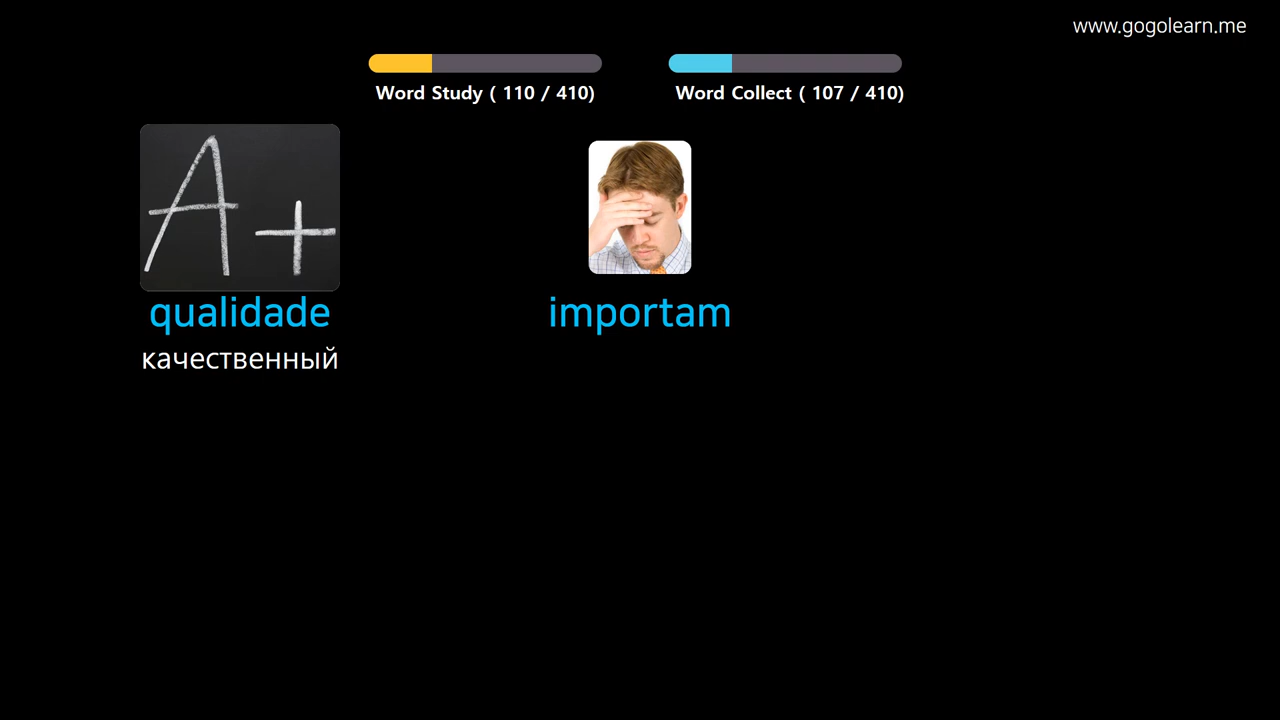 www.gogolearn.me
Word Study ( 110 / 410)
Word Collect ( 107 / 410)
A+
qualidade
importam
качественный